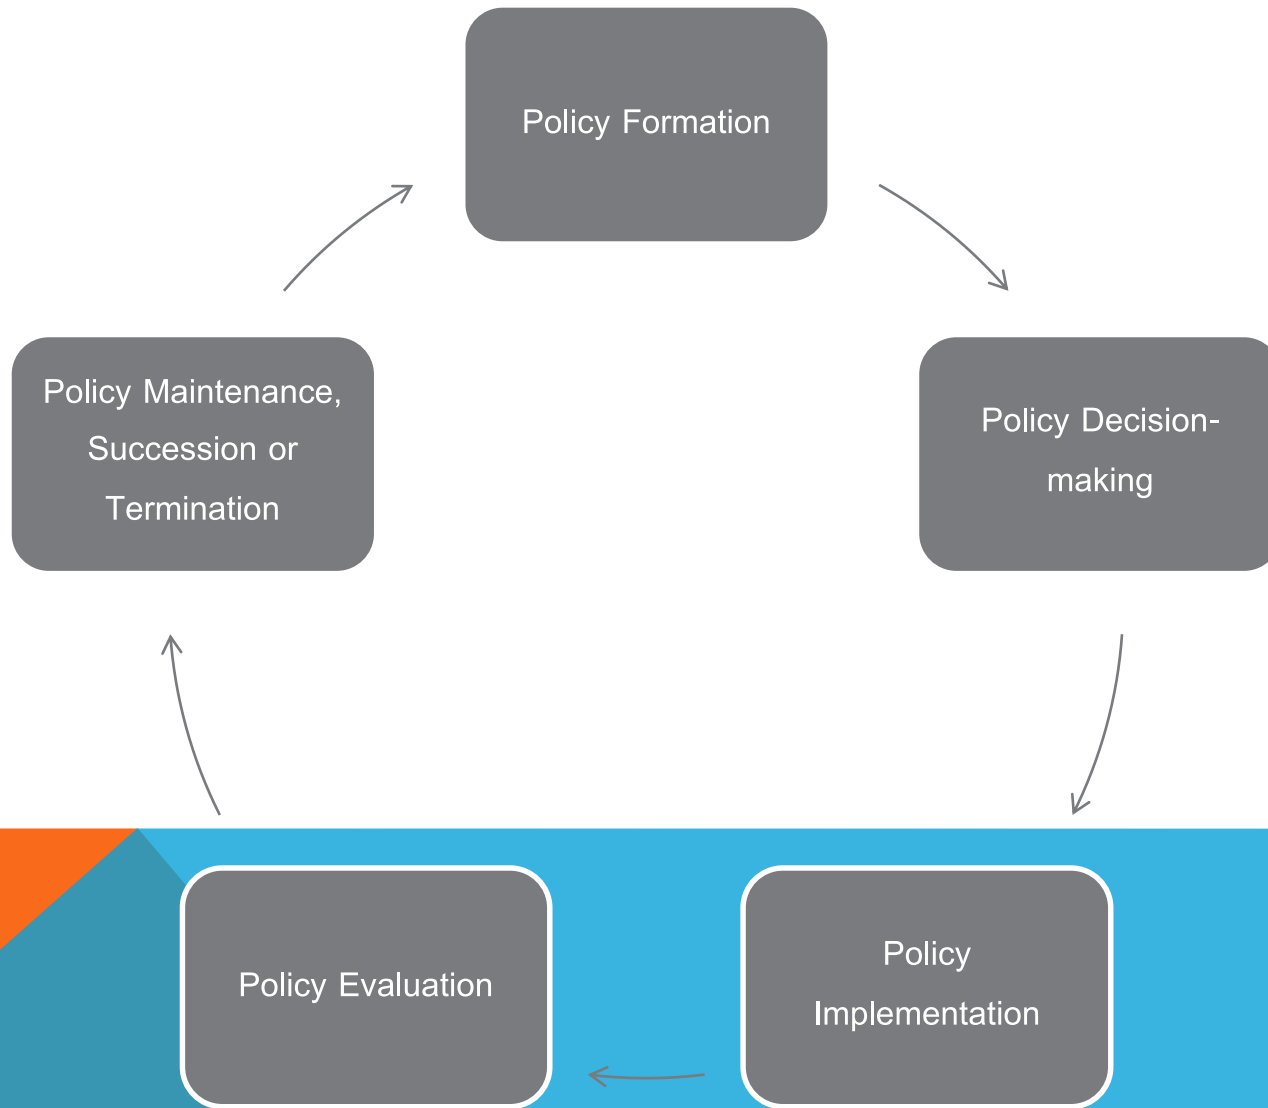 Policy Formation
Policy Decision-
making
Policy
Implementation
Policy Evaluation
Policy Maintenance,
Succession or
Termination